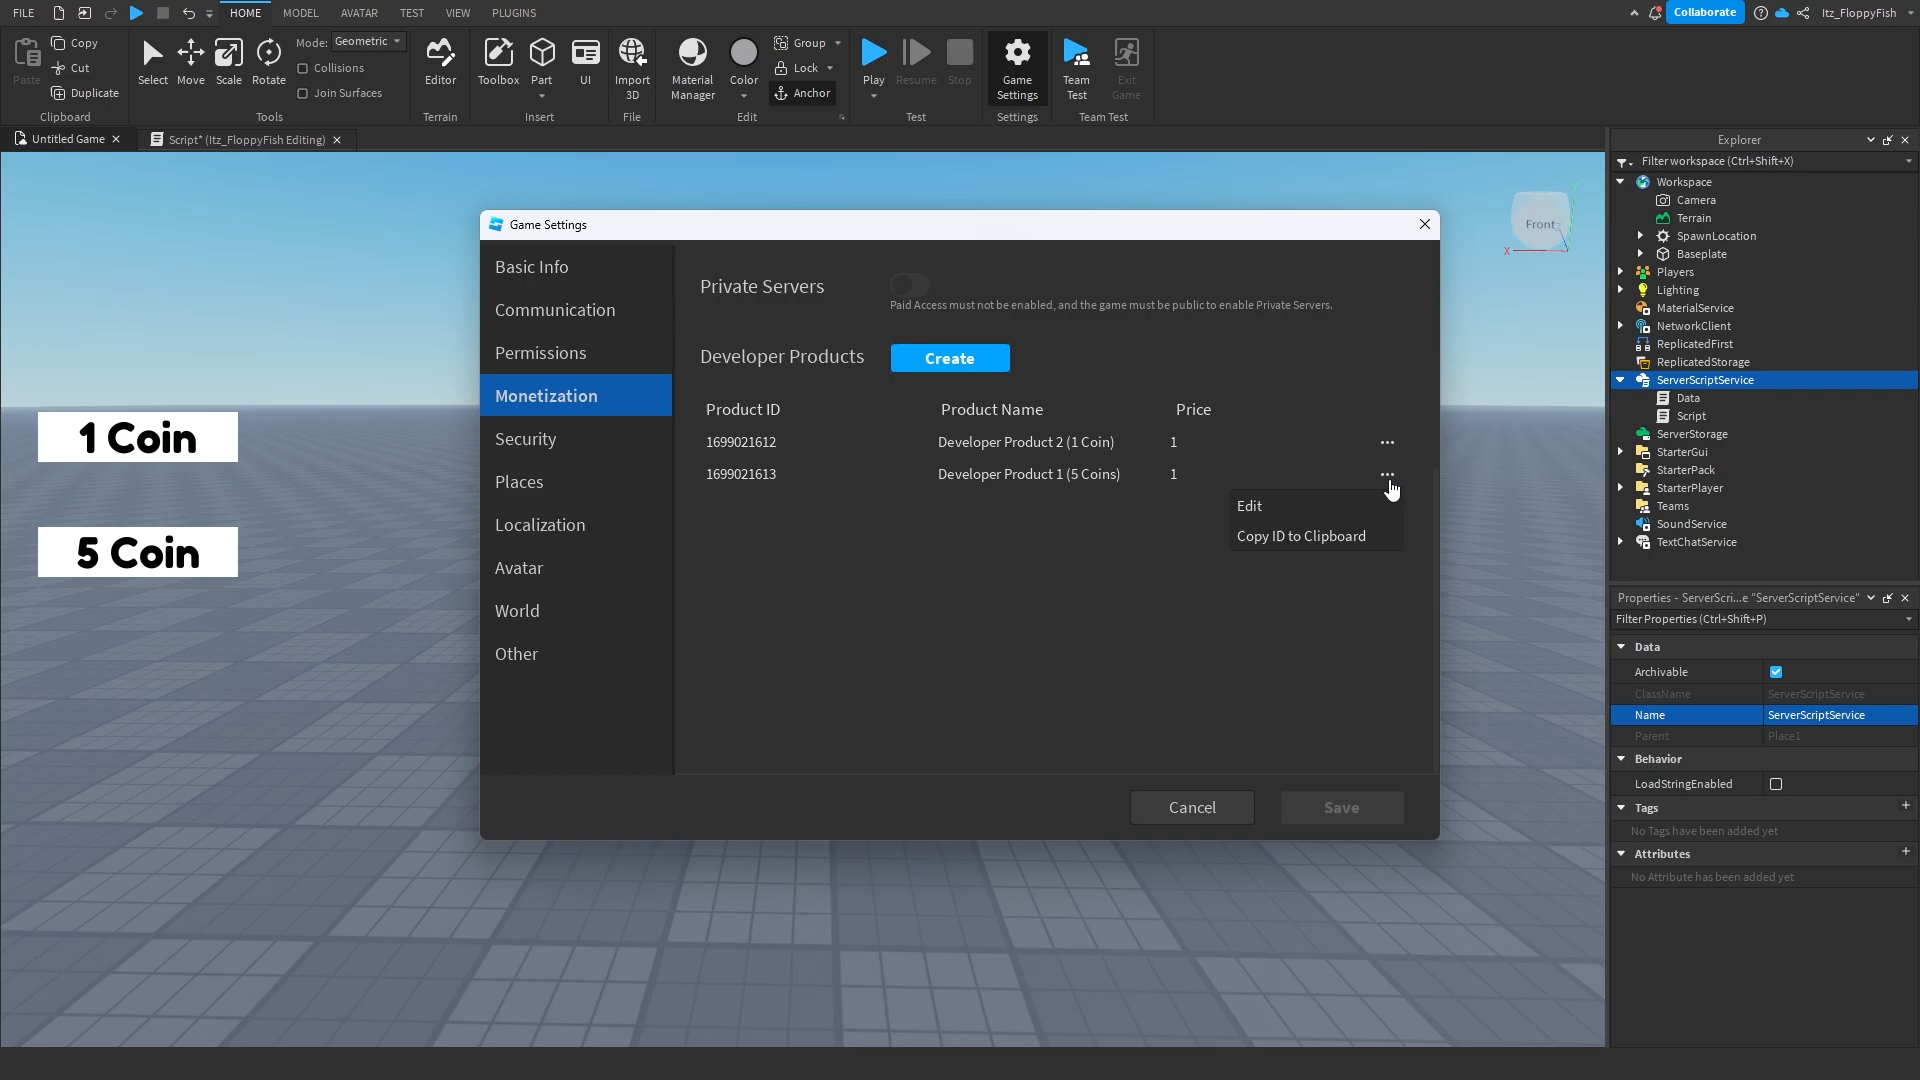 FILE HOME MODEL AVATAR TEST VIEW PLUGINS Collaborate Itz_FloppyFish
Paste
Copy
Cut
Duplicate
Clipboard
Select Move Scale Rotate
Mode: Geometric
Collisions
Join Surfaces
Tools
Editor
Terrain
Toolbox Part UI
Insert
Import
3D
File
Material
Manager
Color
Group
Lock
Anchor
Edit
Play Resume Stop
Test
Game
Settings
Settings
Team
Test
Exit
Game
Team Test
Untitled Game
Script* (Itz_FloppyFish Editing)
1 Coin
5 Coin
Front
X
Y
Z
Game Settings
Basic Info
Communication
Permissions
Monetization
Security
Places
Localization
Avatar
World
Other
Private Servers
Paid Access must not be enabled, and the game must be public to enable Private Servers.
Developer Products Create
Product ID Product Name Price
1699021612 Developer Product 2 (1 Coin) 1
1699021613 Developer Product 1 (5 Coins) 1
Edit
Copy ID to Clipboard
Cancel Save
Explorer
Filter workspace (Ctrl+Shift+X)
Workspace
Camera
Terrain
SpawnLocation
Baseplate
Players
Lighting
MaterialService
NetworkClient
ReplicatedFirst
ReplicatedStorage
ServerScriptService
Data
Script
ServerStorage
StarterGui
StarterPack
StarterPlayer
Teams
SoundService
TextChatService
Properties - ServerScri...e "ServerScriptService"
Filter Properties (Ctrl+Shift+P)
Data
Archivable
ClassName ServerScriptService
Name ServerScriptService
Parent Place1
Behavior
LoadStringEnabled
Tags
No Tags have been added yet
Attributes
No Attribute has been added yet